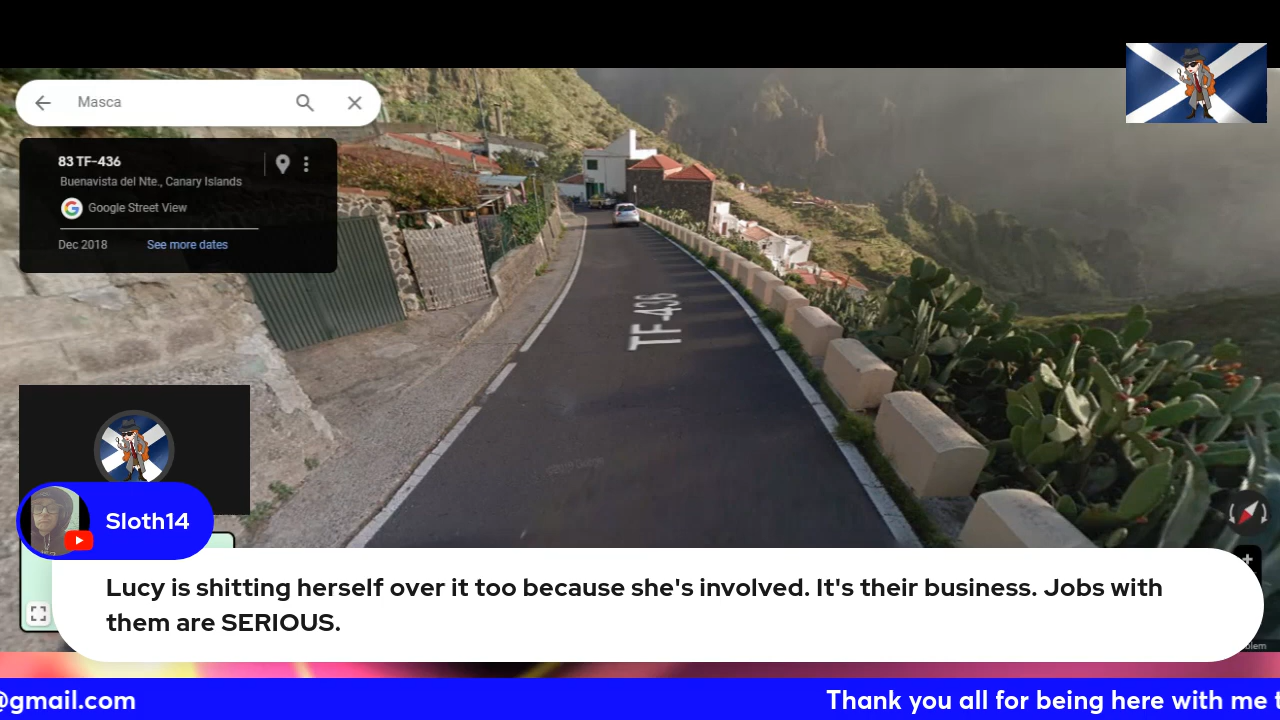 Masca
83 TF-436
Buenavista del Nte., Canary Islands
Google Street View
Dec 2018
See more dates
TF-436
Sloth14
Lucy is shitting herself over it too because she's involved. It's their business. Jobs with
them are SERIOUS.
@gmail.com
Thank you all for being here with me t